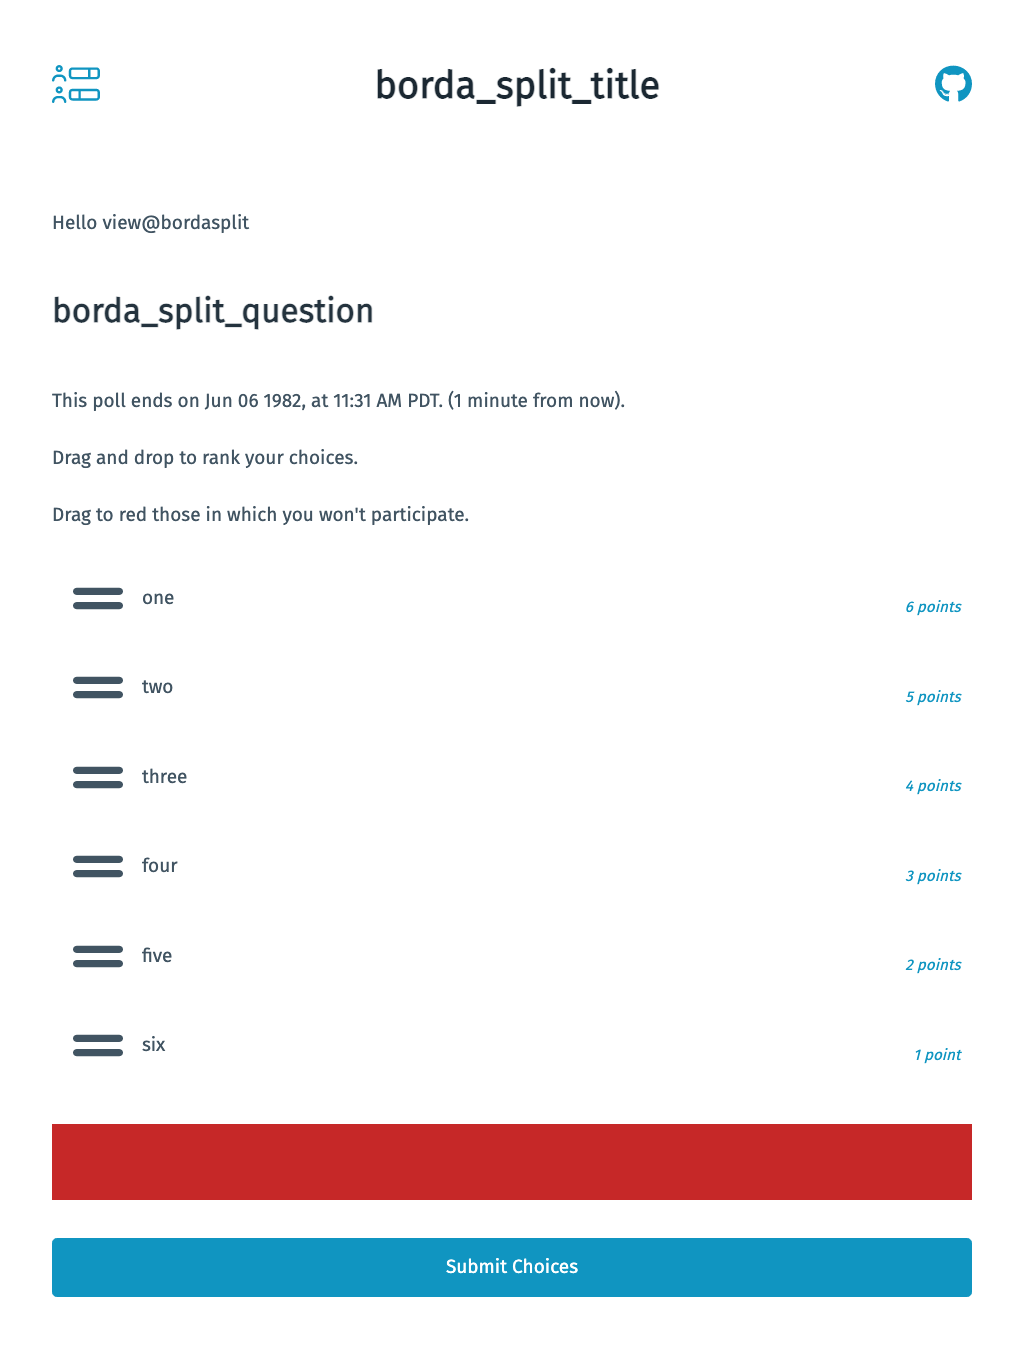 borda_split_title
Hello view@bordasplit
borda_split_question
This poll ends on Jun 06 1982, at 11:31 AM PDT. (1 minute from now).
Drag and drop to rank your choices.
Drag to red those in which you won't participate.
one
6 points
two
5 points
three
4 points
four
3 points
five
2 points
six
1 point
Submit Choices